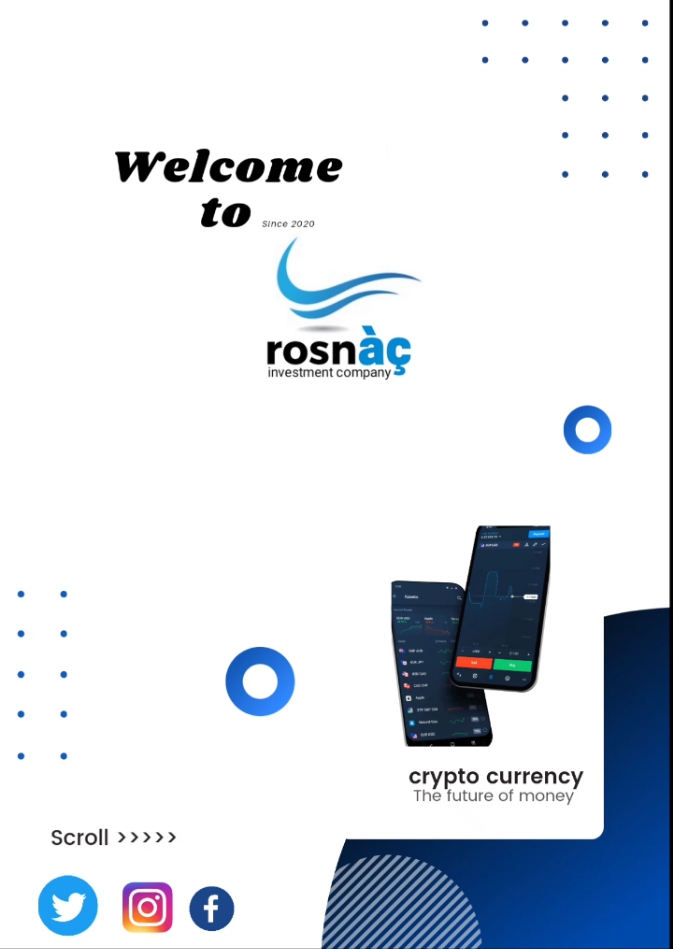 Welcome
to
Since 2020
rosnàç
investment company
crypto currency
The future of money
Scroll >>>>>